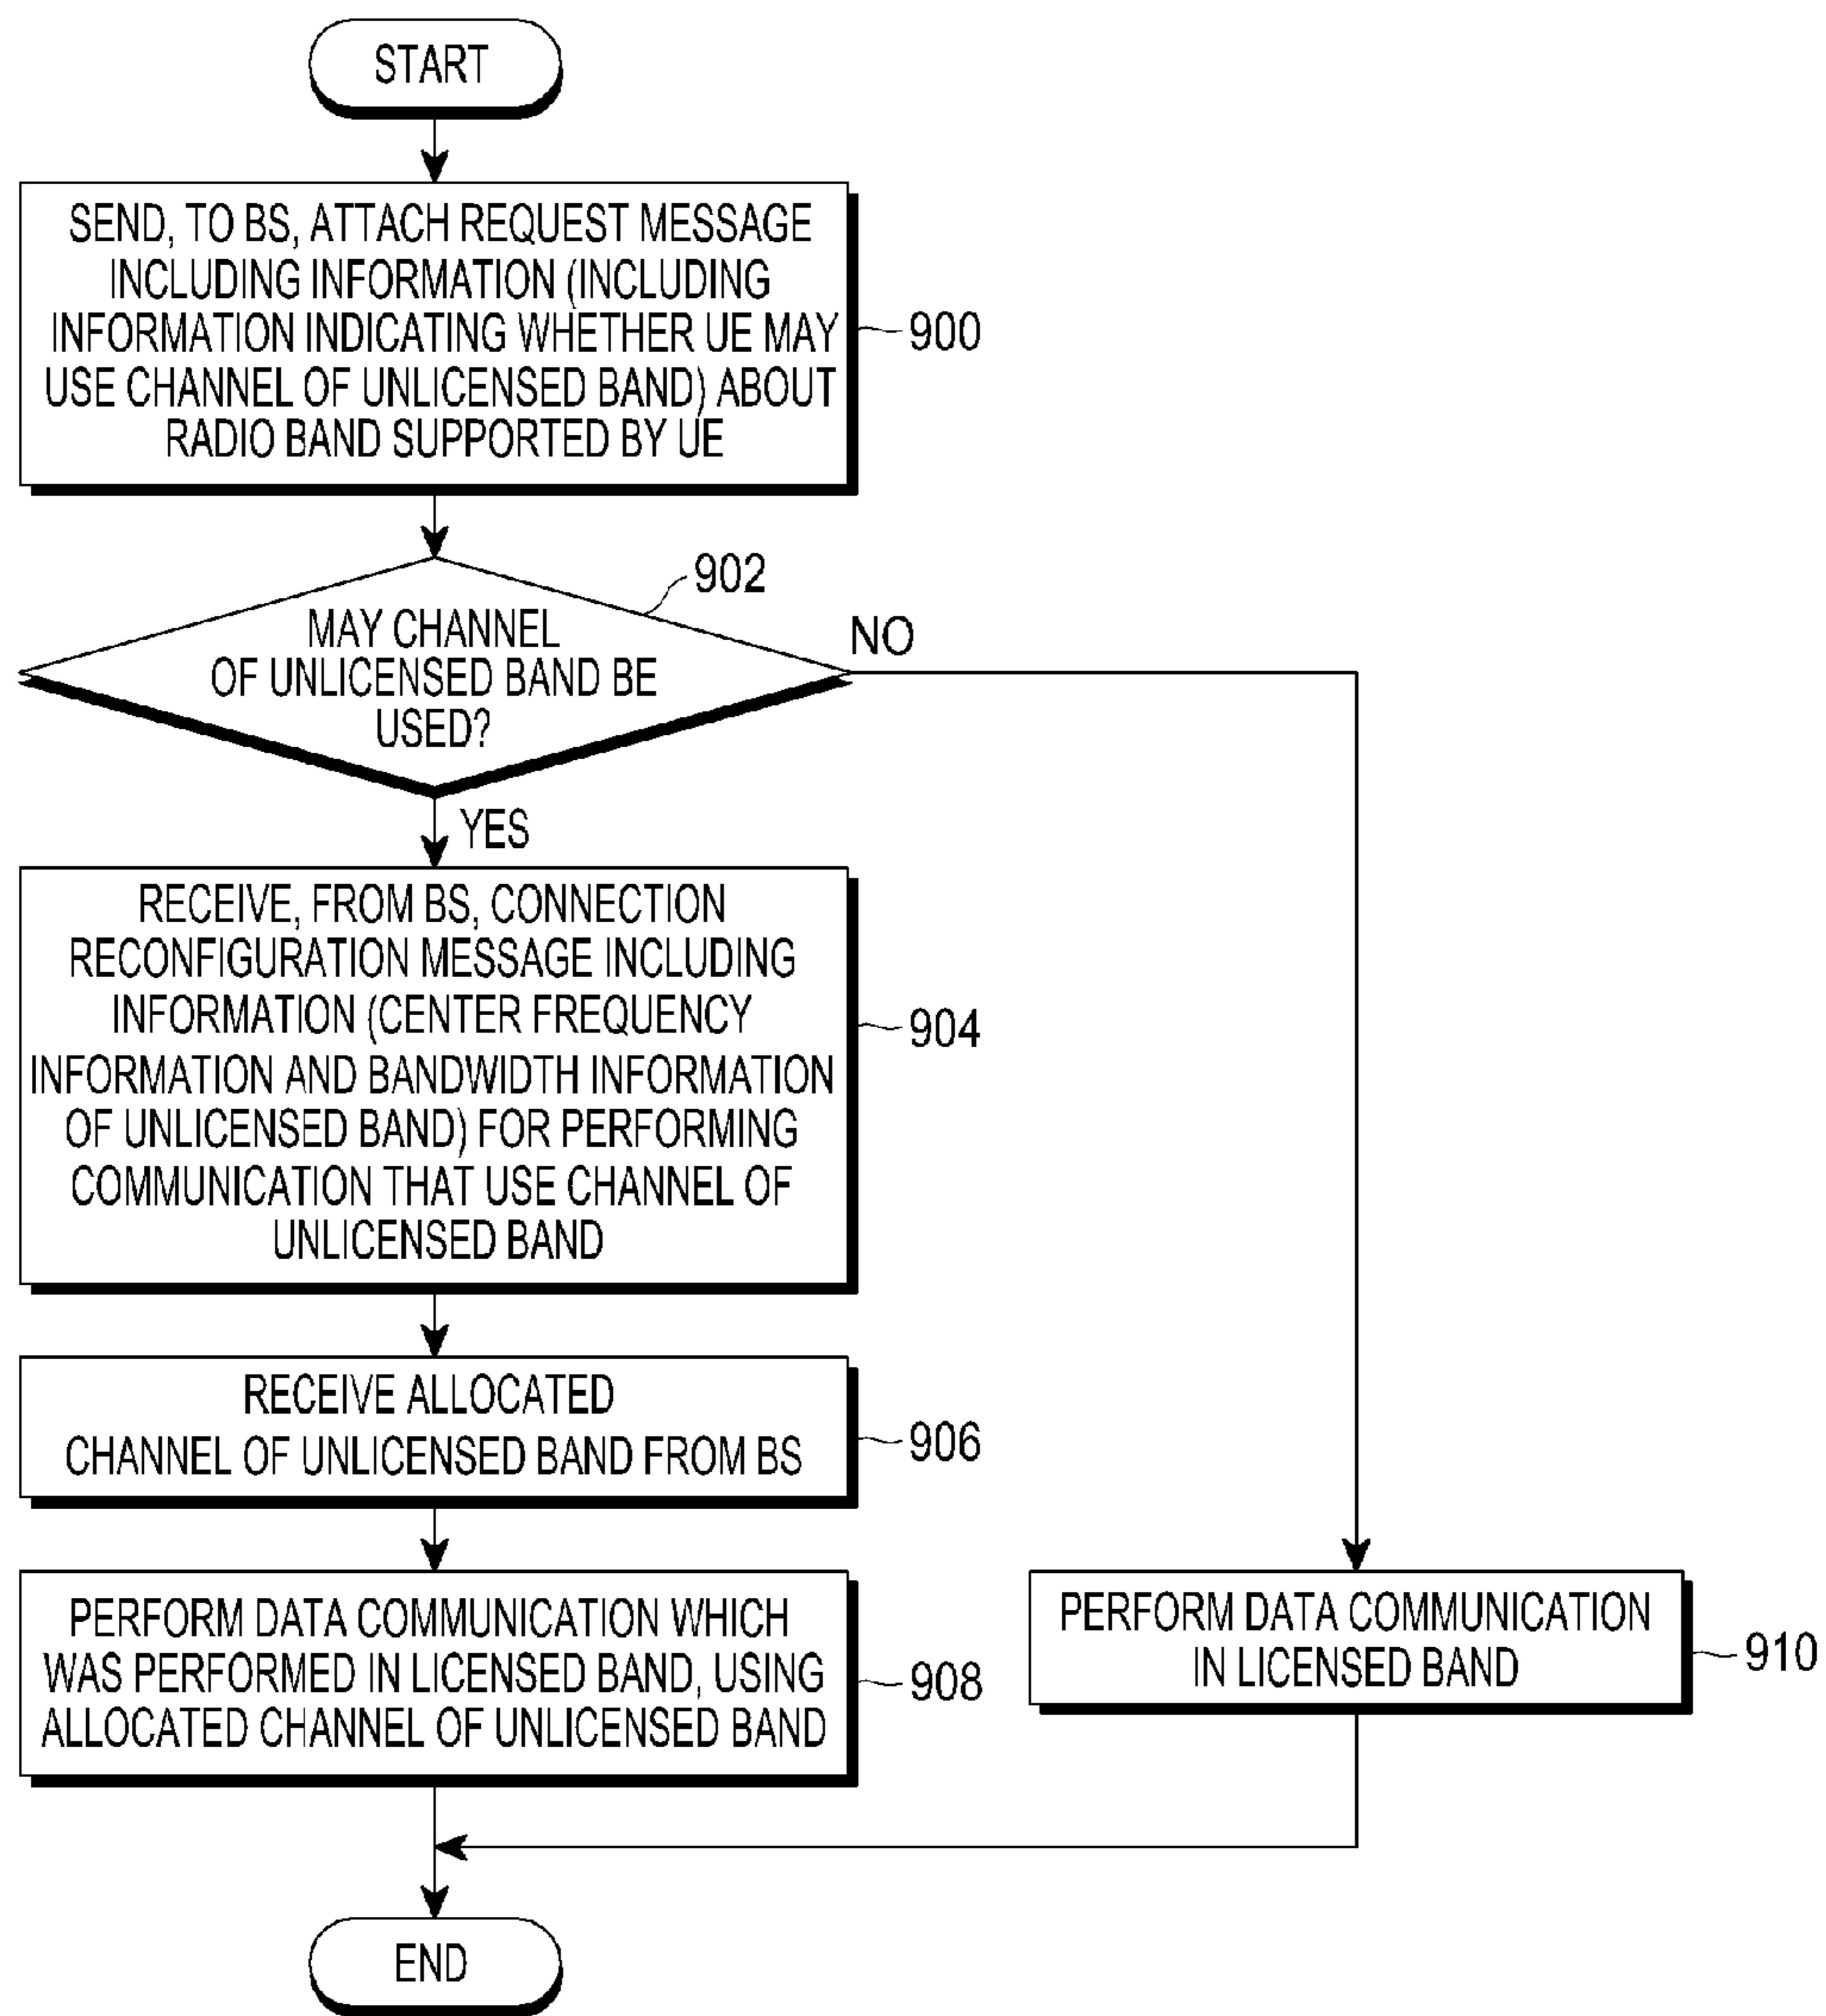 START
SEND, TO BS, ATTACH REQUEST MESSAGE
INCLUDING INFORMATION (INCLUDING
INFORMATION INDICATING WHETHER UE MAY
USE CHANNEL OF UNLICENSED BAND) ABOUT
RADIO BAND SUPPORTED BY UE
900
902
MAY CHANNEL
OF UNLICENSED BAND BE
USED?
NO
YES
RECEIVE, FROM BS, CONNECTION
RECONFIGURATION MESSAGE INCLUDING
INFORMATION (CENTER FREQUENCY
INFORMATION AND BANDWIDTH INFORMATION
OF UNLICENSED BAND) FOR PERFORMING
COMMUNICATION THAT USE CHANNEL OF
UNLICENSED BAND
904
RECEIVE ALLOCATED
CHANNEL OF UNLICENSED BAND FROM BS
906
PERFORM DATA COMMUNICATION WHICH
WAS PERFORMED IN LICENSED BAND, USING
ALLOCATED CHANNEL OF UNLICENSED BAND
908
PERFORM DATA COMMUNICATION
IN LICENSED BAND
910
END